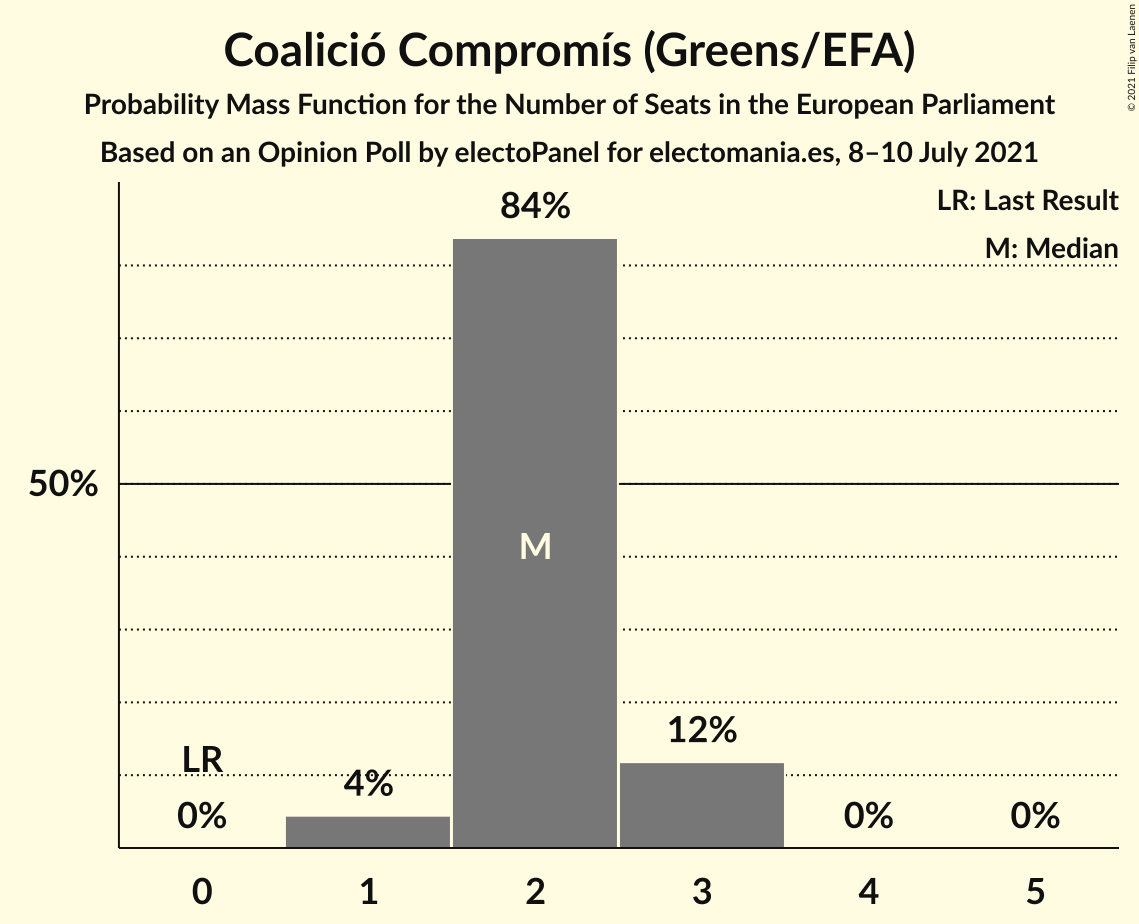 Coalició Compromís (Greens/EFA)
Probability Mass Function for the Number of Seats in the European Parliament
Based on an Opinion Poll by electoPanel for electomania.es, 8–10 July 2021
© 2021 Filip van Laenen
LR: Last Result
M: Median
84%
50%
M
12%
LR
4%
0%
0%
0%
0 1 2 3 4 5